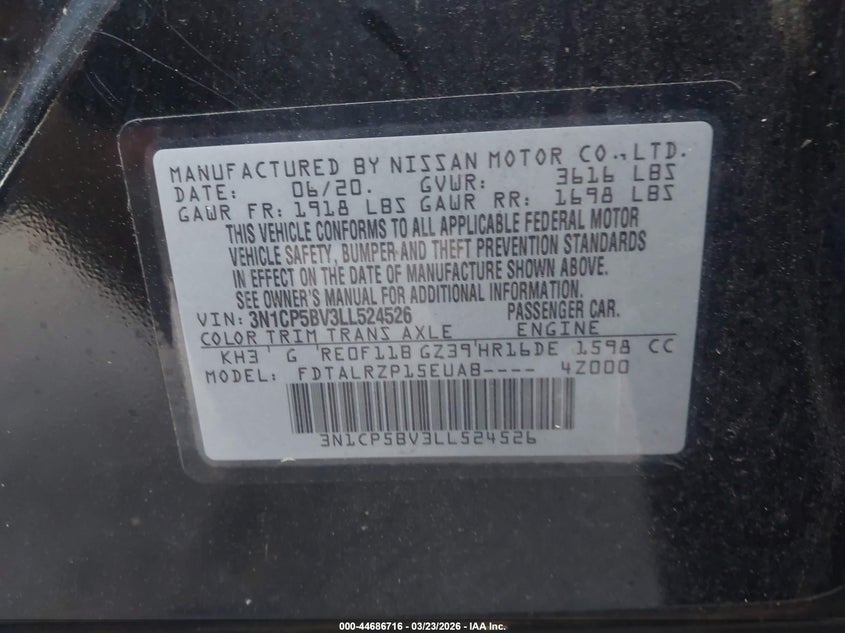 MANUFACTURED BY NISSAN MOTOR CO.,LTD.
DATE: 06/20. GVWR: 3616 LBS
GAWR FR: 1918 LBS GAWR RR: 1698 LBS
THIS VEHICLE CONFORMS TO ALL APPLICABLE FEDERAL MOTOR
VEHICLE SAFETY, BUMPER AND THEFT PREVENTION STANDARDS
IN EFFECT ON THE DATE OF MANUFACTURE SHOWN ABOVE.
SEE OWNER'S MANUAL FOR ADDITIONAL INFORMATION.
VIN: 3N1CP5BV3LL524526 PASSENGER CAR.
COLOR TRIM TRANS AXLE ENGINE
KH3 G RE0F11B GZ39 HR16DE 1598 CC
MODEL: FDTALRZP15EUAB---- 4Z000
3N1CP5BV3LL524526
000-44686716 - 03/23/2026 - IAA Inc.